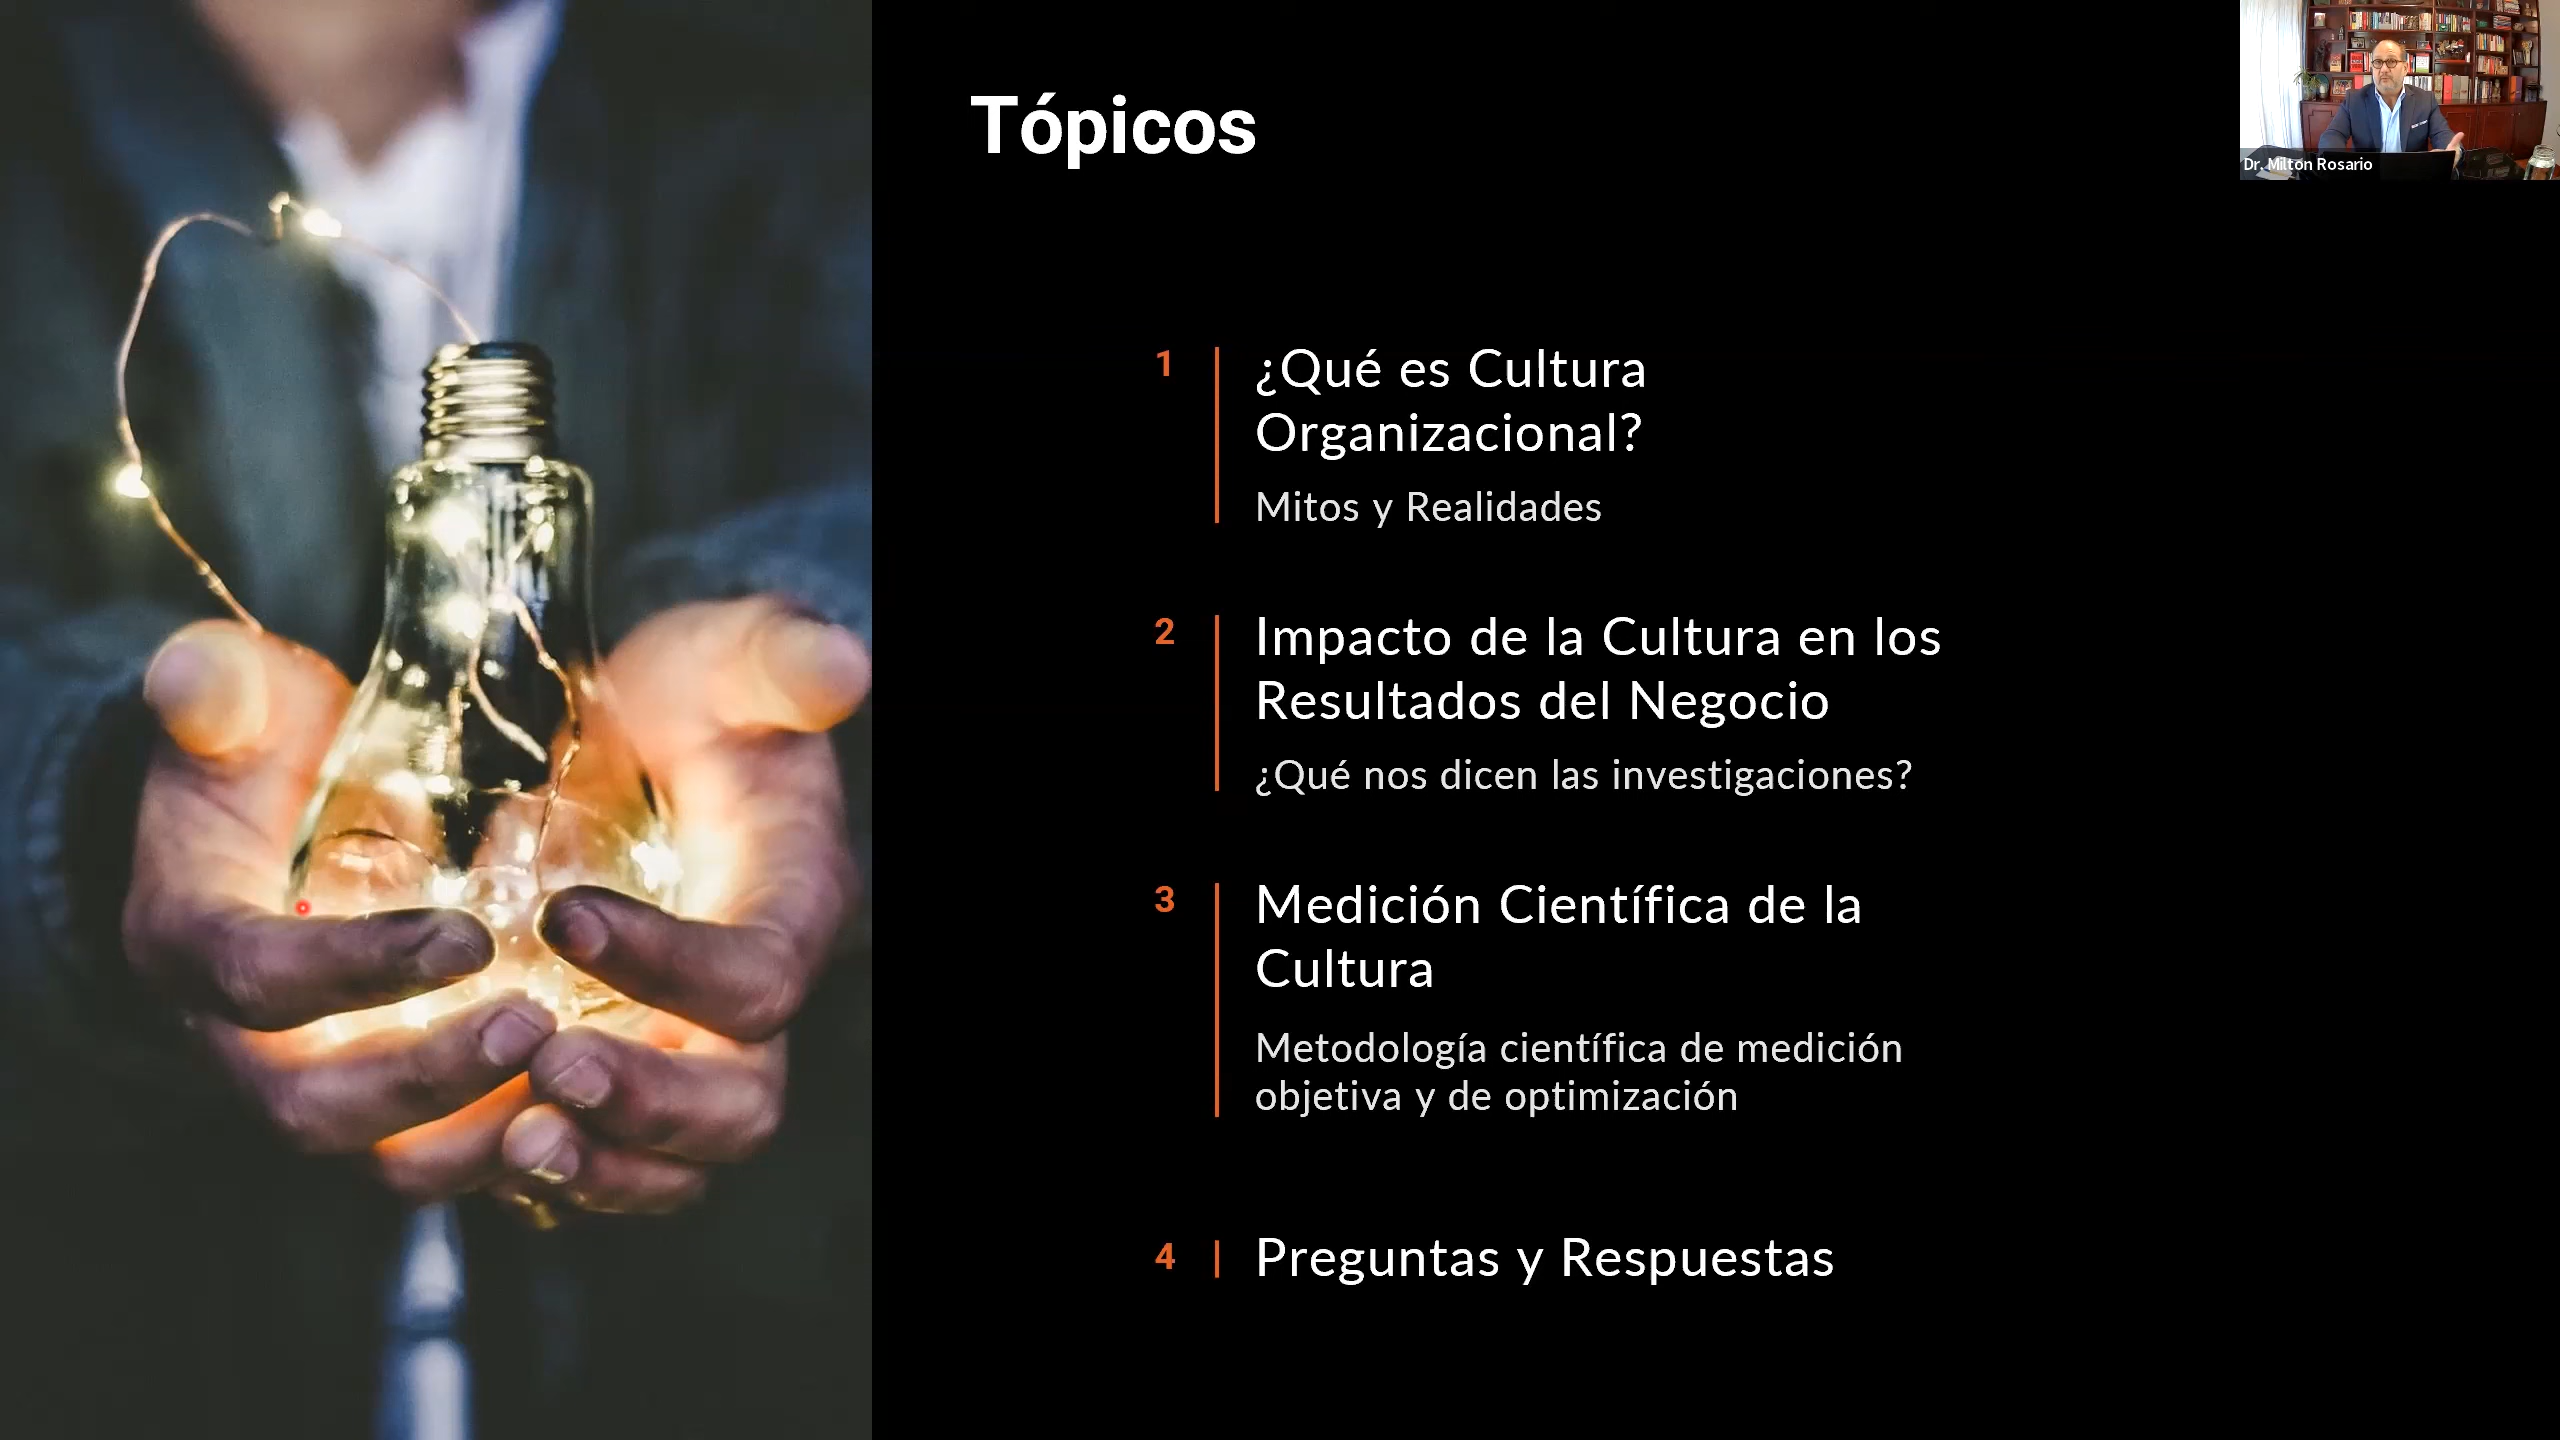 Tópicos
Dr. Milton Rosario
1
¿Qué es Cultura
Organizacional?
Mitos y Realidades
2
Impacto de la Cultura en los
Resultados del Negocio
¿Qué nos dicen las investigaciones?
3
Medición Científica de la
Cultura
Metodología científica de medición
objetiva y de optimización
4
Preguntas y Respuestas